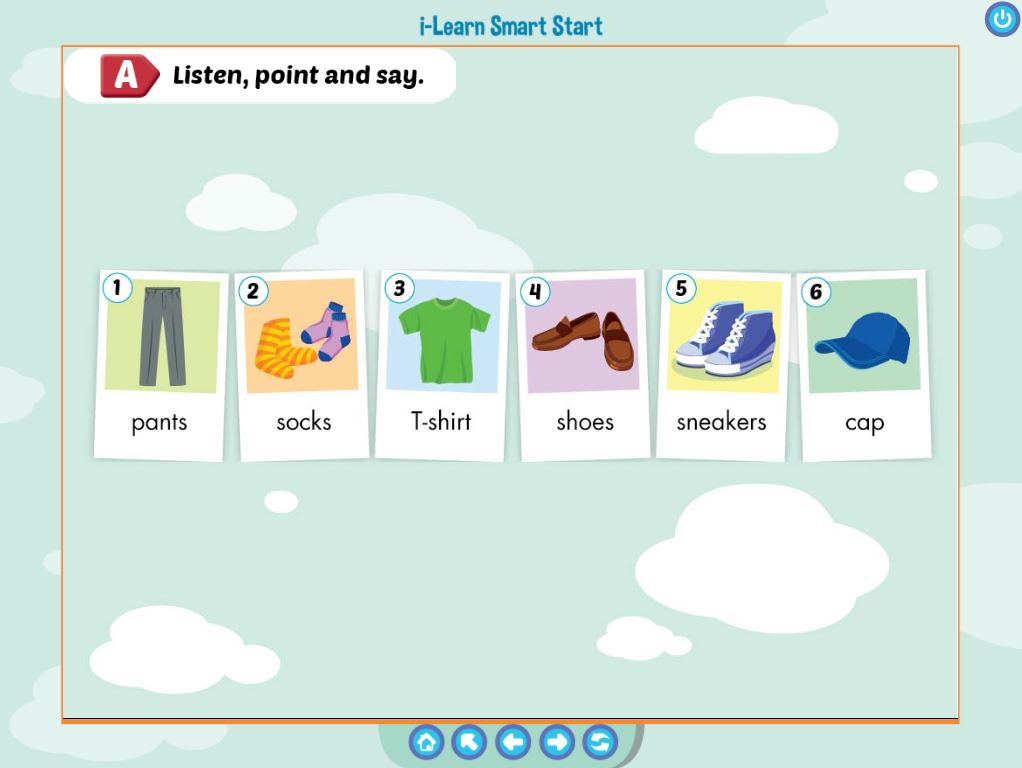 i-Learn Smart Start
A Listen, point and say.
1 2 3 4 5 6
pants socks T-shirt shoes sneakers cap